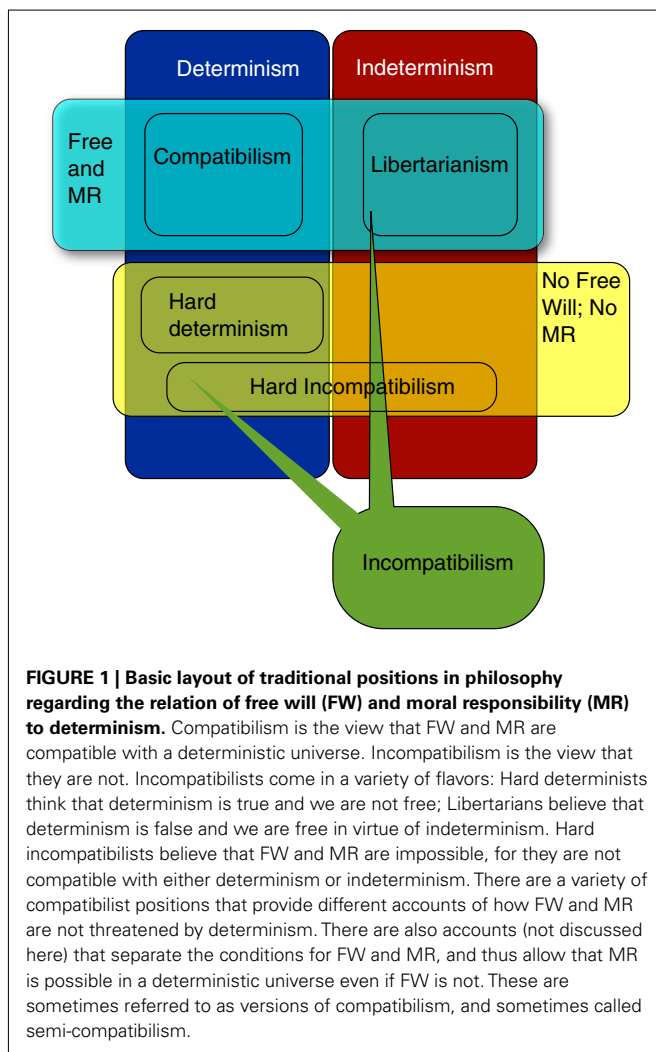 Determinism
Indeterminism
Free
and
MR
Compatibilism
Libertarianism
Hard
determinism
No Free
Will; No
MR
Hard Incompatibilism
Incompatibilism
FIGURE 1 | Basic layout of traditional positions in philosophy
regarding the relation of free will (FW) and moral responsibility (MR)
to determinism. Compatibilism is the view that FW and MR are
compatible with a deterministic universe. Incompatibilism is the view that
they are not. Incompatibilists come in a variety of flavors: Hard determinists
think that determinism is true and we are not free; Libertarians believe that
determinism is false and we are free in virtue of indeterminism. Hard
incompatibilists believe that FW and MR are impossible, for they are not
compatible with either determinism or indeterminism. There are a variety of
compatibilist positions that provide different accounts of how FW and MR
are not threatened by determinism. There are also accounts (not discussed
here) that separate the conditions for FW and MR, and thus allow that MR
is possible in a deterministic universe even if FW is not. These are
sometimes referred to as versions of compatibilism, and sometimes called
semi-compatibilism.